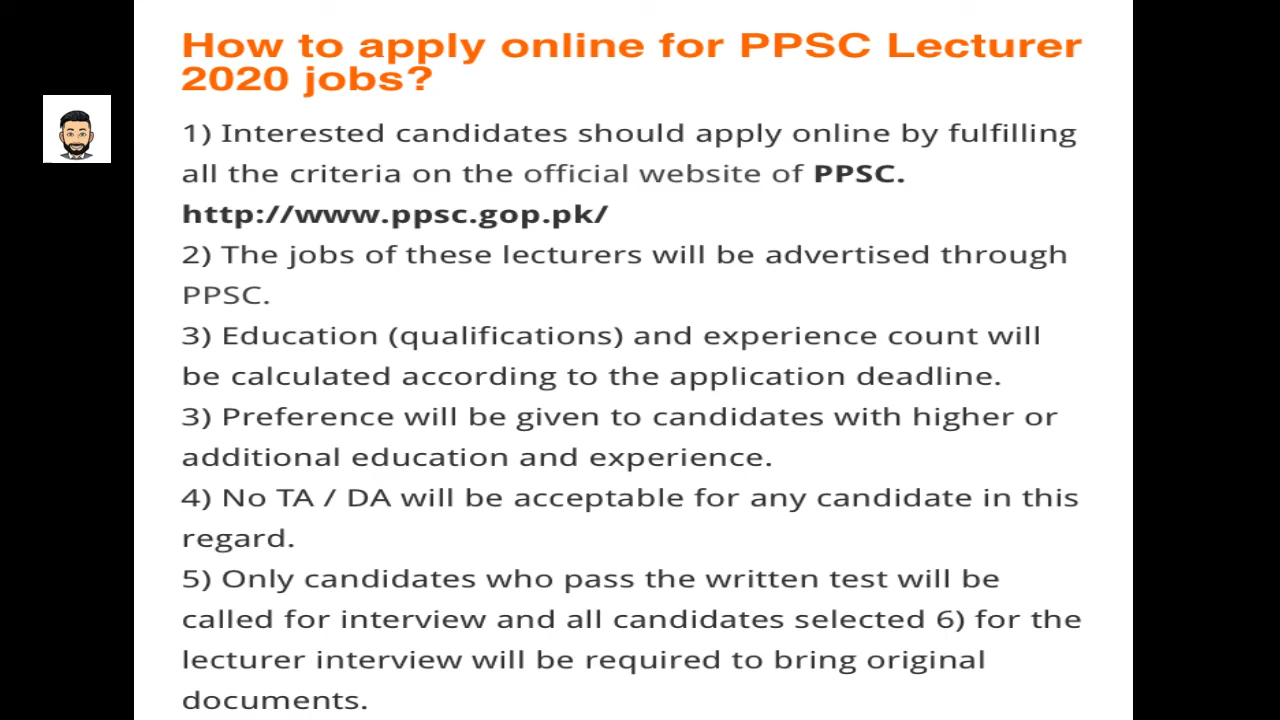 How to apply online for PPSC Lecturer
2020 jobs?
1) Interested candidates should apply online by fulfilling
all the criteria on the official website of PPSC.
http://www.ppsc.gop.pk/
2) The jobs of these lecturers will be advertised through
PPSC.
3) Education (qualifications) and experience count will
be calculated according to the application deadline.
3) Preference will be given to candidates with higher or
additional education and experience.
4) No TA / DA will be acceptable for any candidate in this
regard.
5) Only candidates who pass the written test will be
called for interview and all candidates selected 6) for the
lecturer interview will be required to bring original
documents.